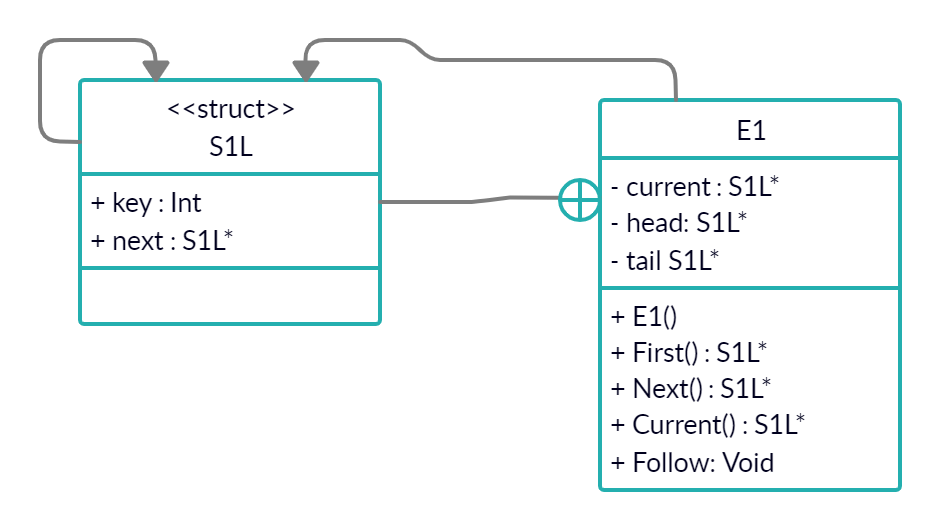 <<struct>>
S1L
+ key : Int
+ next : S1L*
E1
- current : S1L*
- head: S1L*
- tail S1L*
+ E1()
+ First() : S1L*
+ Next() : S1L*
+ Current() : S1L*
+ Follow: Void